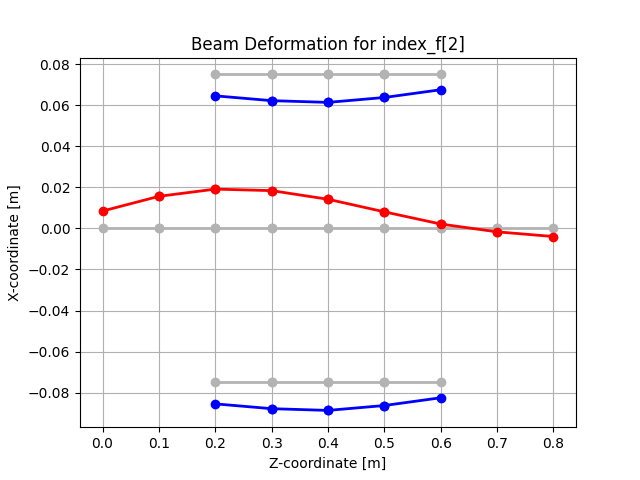 Beam Deformation for index_f[2]
0.08
0.06
0.04
0.02
0.00
−0.02
−0.04
−0.06
−0.08
X-coordinate [m]
0.0 0.1 0.2 0.3 0.4 0.5 0.6 0.7 0.8
Z-coordinate [m]